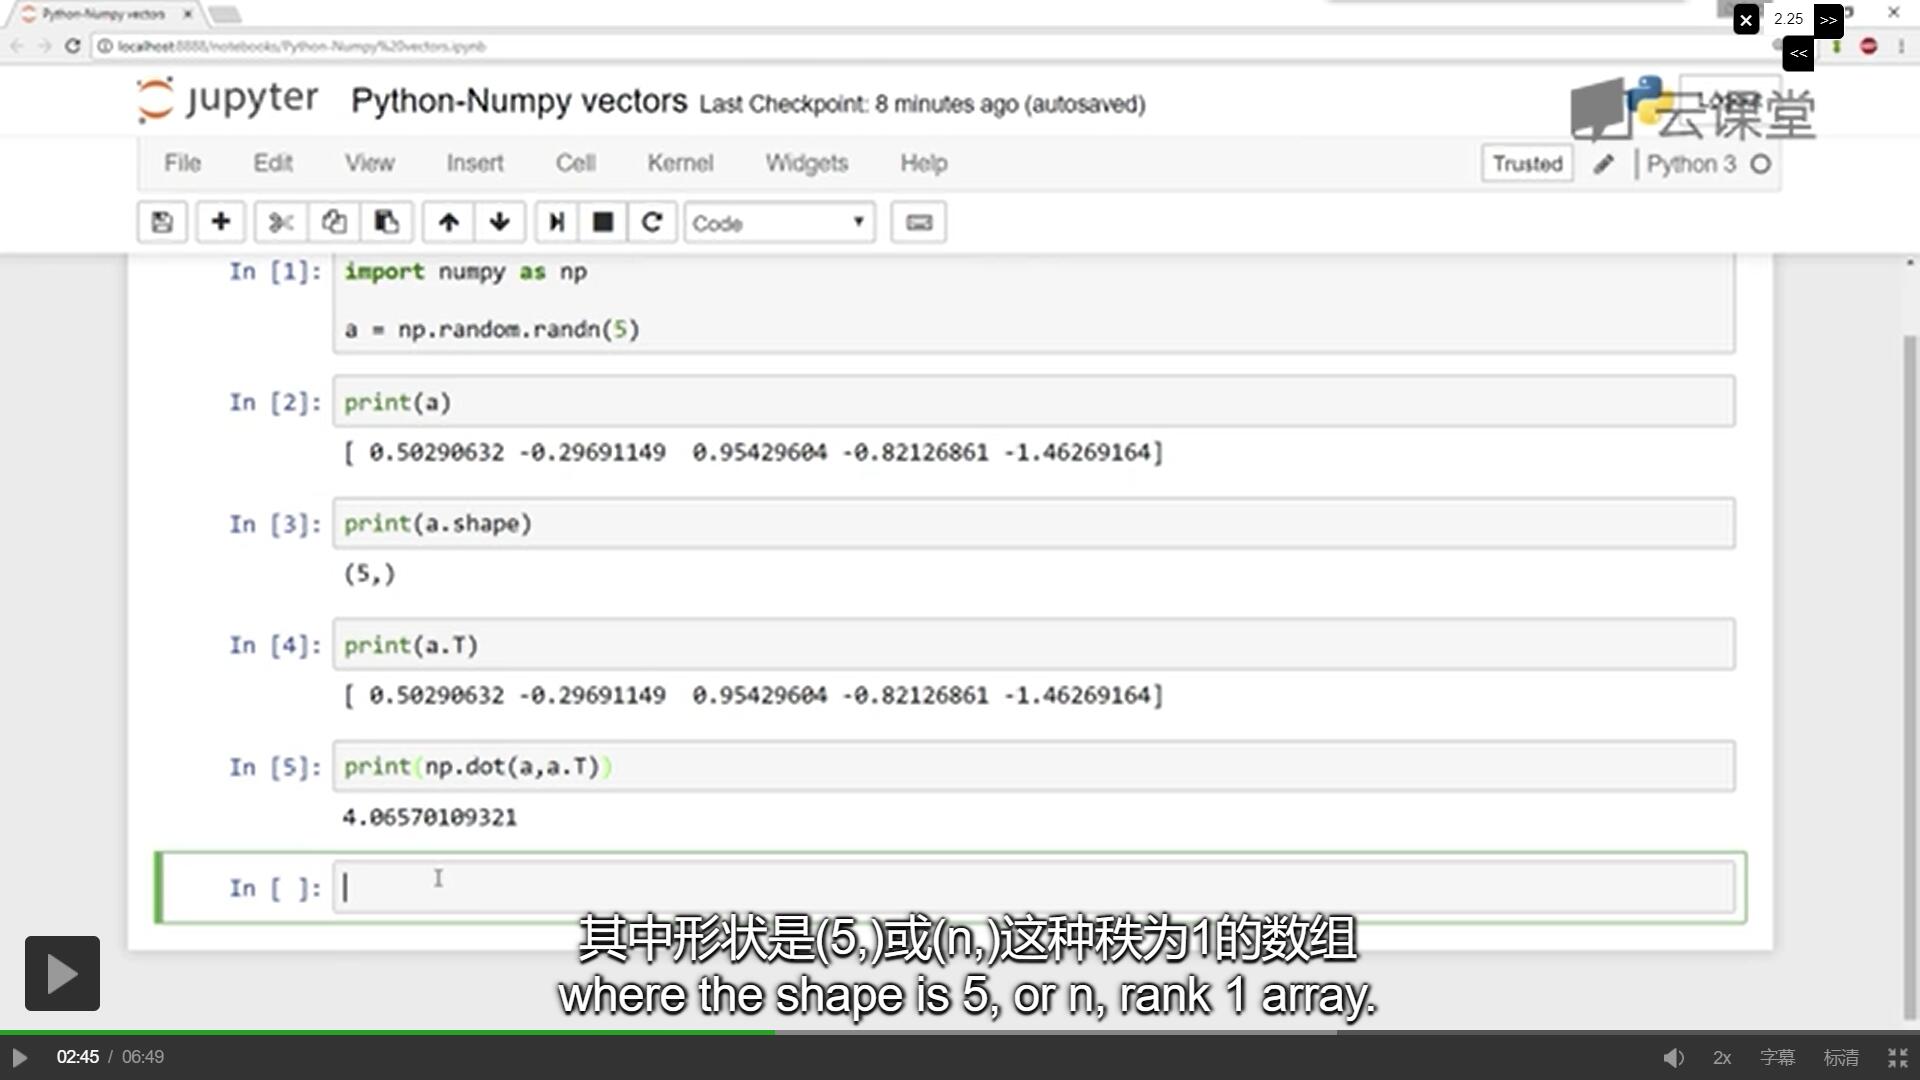 Python-Numpy vectors
2.25 >>
<<
localhost:8888/notebooks/Python-Numpy%20vectors.ipynb
jupyter Python-Numpy vectors Last Checkpoint: 8 minutes ago (autosaved)
云课堂
File Edit View Insert Cell Kernel Widgets Help Trusted Python 3
Code
In [1]: import numpy as np
a = np.random.randn(5)
In [2]: print(a)
[ 0.50290632 -0.29691149  0.95429604 -0.82126861 -1.46269164]
In [3]: print(a.shape)
(5,)
In [4]: print(a.T)
[ 0.50290632 -0.29691149  0.95429604 -0.82126861 -1.46269164]
In [5]: print(np.dot(a,a.T))
4.06570109321
In [ ]:
其中形状是(5,)或(n,)这种秩为1的数组
where the shape is 5, or n, rank 1 array.
02:45 / 06:49 2x 字幕 标清